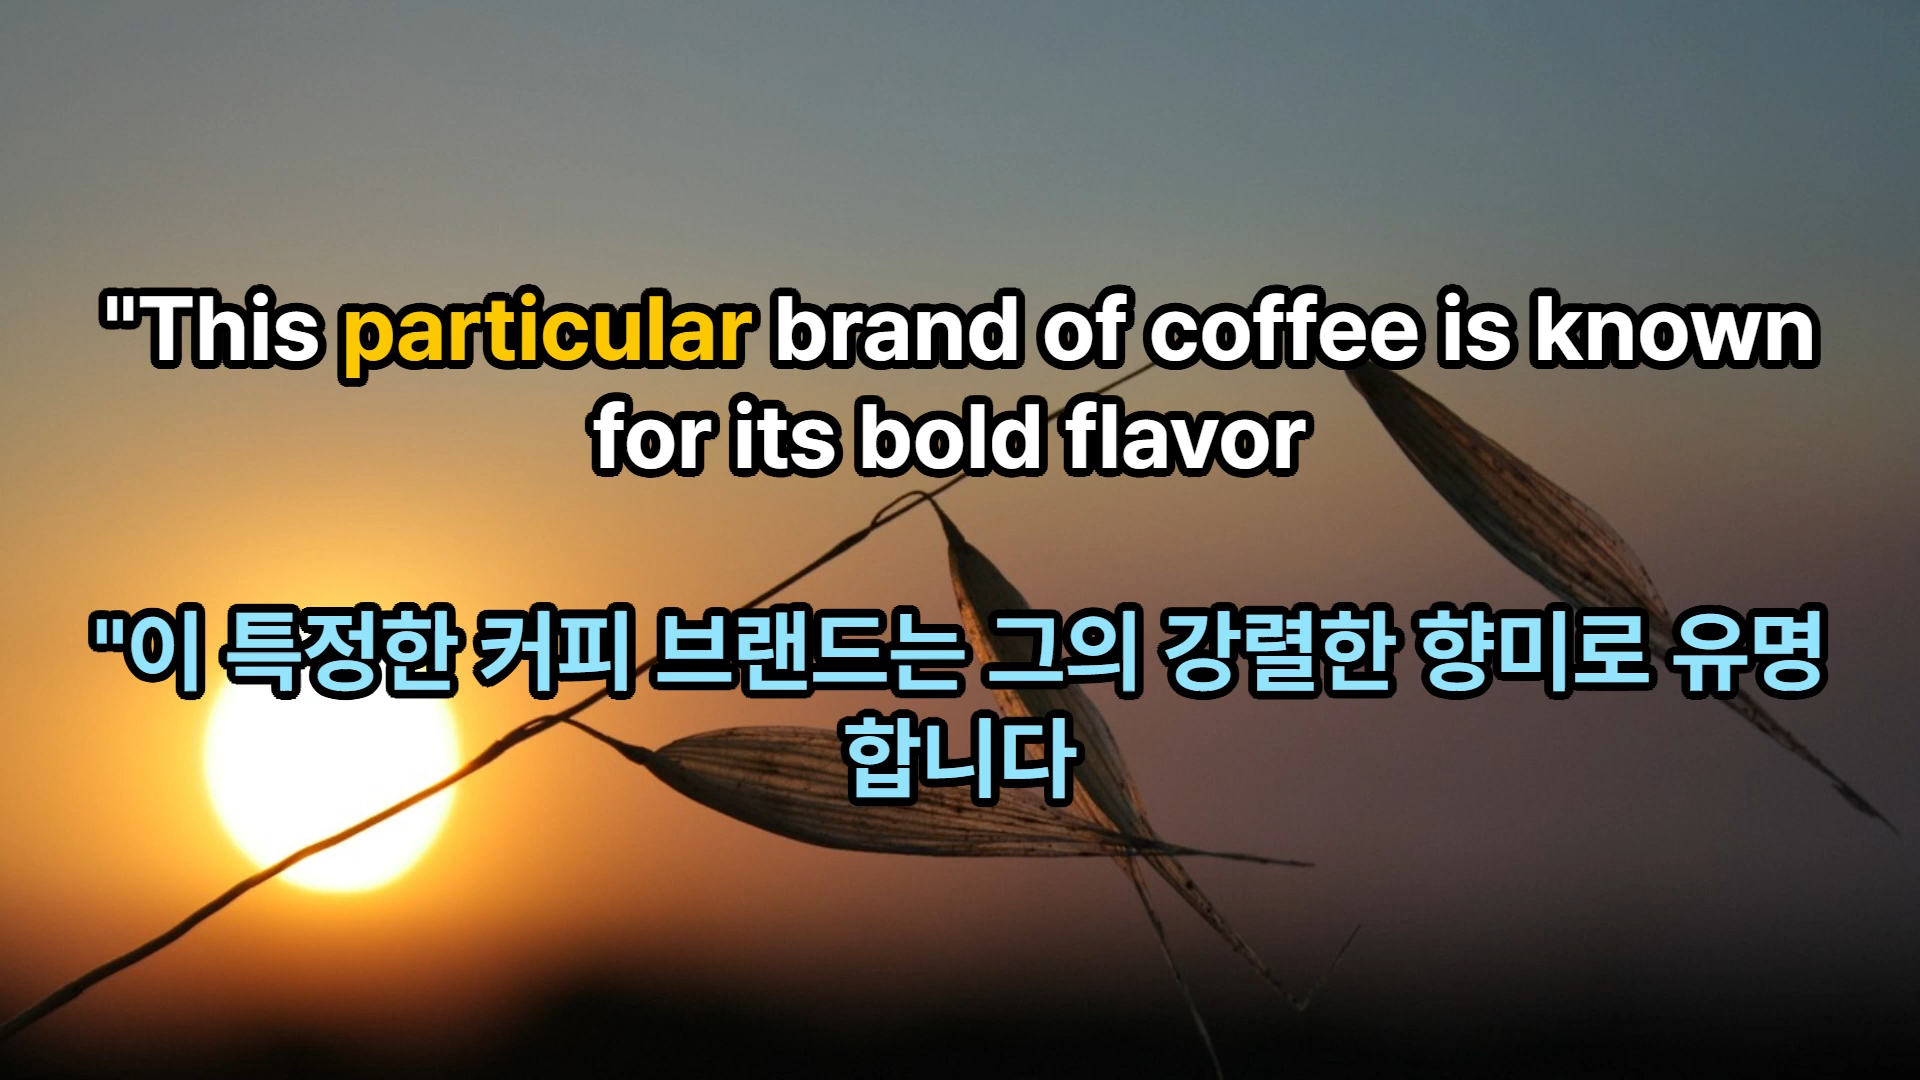 "This particular brand of coffee is known
for its bold flavor
"이 특정한 커피 브랜드는 그의 강렬한 향미로 유명
합니다